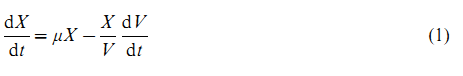 dX/dt = μX − X/V dV/dt (1)